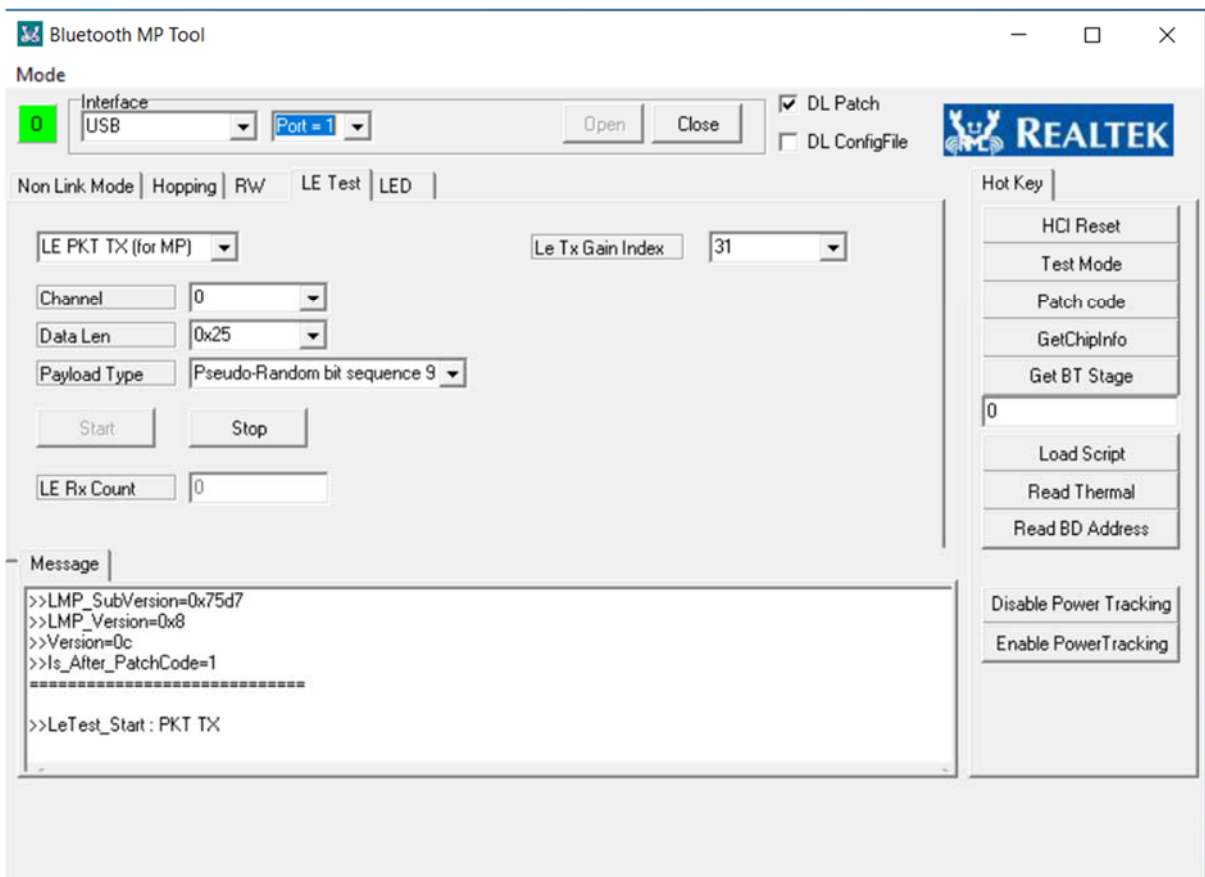 Bluetooth MP Tool
Mode
0
Interface
USB
Port = 1
Open
Close
DL Patch
DL ConfigFile
REALTEK
Non Link Mode
Hopping
RW
LE Test
LED
LE PKT TX (for MP)
Le Tx Gain Index
31
Channel
0
Data Len
0x25
Payload Type
Pseudo-Random bit sequence 9
Start
Stop
LE Rx Count
0
Message
>>LMP_SubVersion=0x75d7
>>LMP_Version=0x8
>>Version=0c
>>Is_After_PatchCode=1
==============================
>>LeTest_Start : PKT TX
Hot Key
HCI Reset
Test Mode
Patch code
GetChipInfo
Get BT Stage
0
Load Script
Read Thermal
Read BD Address
Disable Power Tracking
Enable PowerTracking